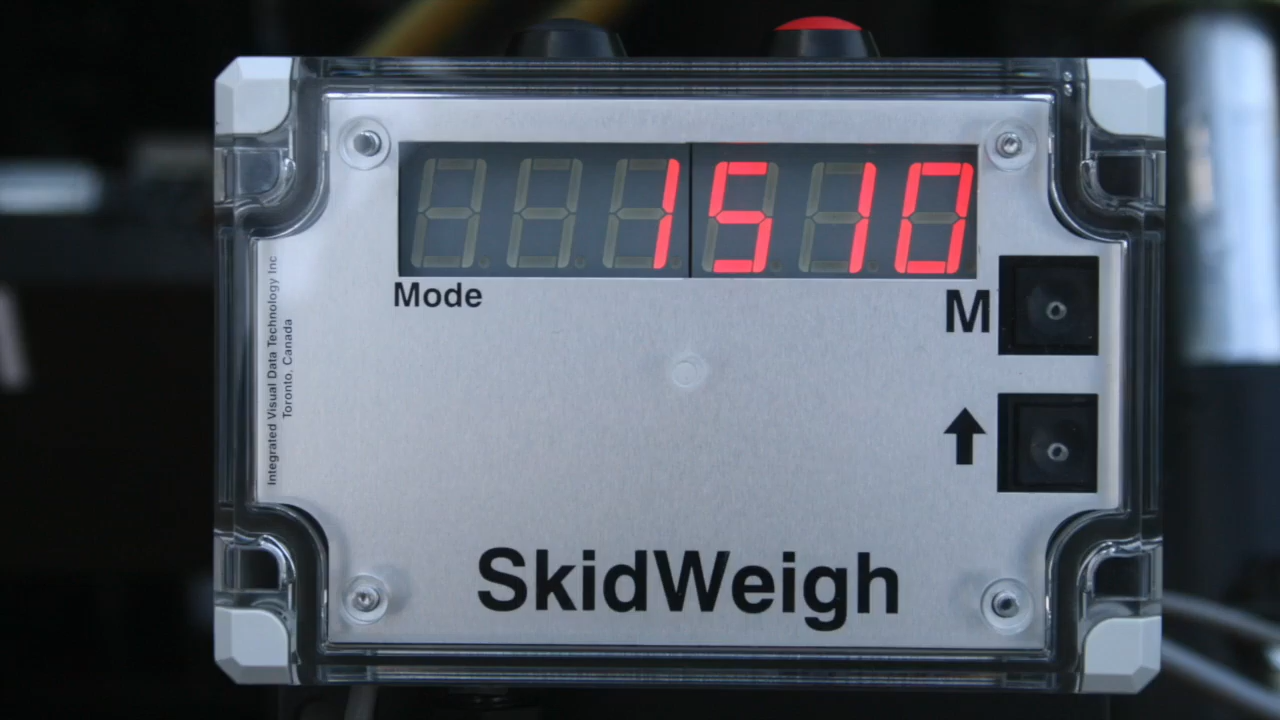 1510
Mode
M
Integrated Visual Data Technology Inc
Toronto, Canada
SkidWeigh